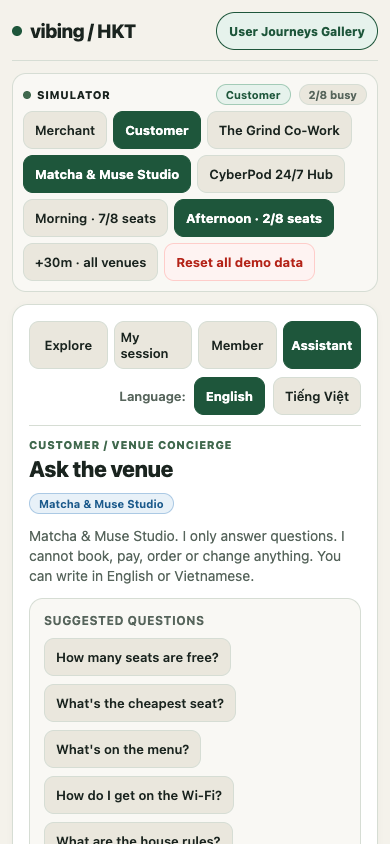 vibing / HKT
User Journeys Gallery
SIMULATOR
Customer
2/8 busy
Merchant
Customer
The Grind Co-Work
Matcha & Muse Studio
CyberPod 24/7 Hub
Morning · 7/8 seats
Afternoon · 2/8 seats
+30m · all venues
Reset all demo data
Explore
My
session
Member
Assistant
Language:
English
Tiếng Việt
CUSTOMER / VENUE CONCIERGE
Ask the venue
Matcha & Muse Studio
Matcha & Muse Studio. I only answer questions. I
cannot book, pay, order or change anything. You
can write in English or Vietnamese.
SUGGESTED QUESTIONS
How many seats are free?
What's the cheapest seat?
What's on the menu?
How do I get on the Wi-Fi?
What are the house rules?